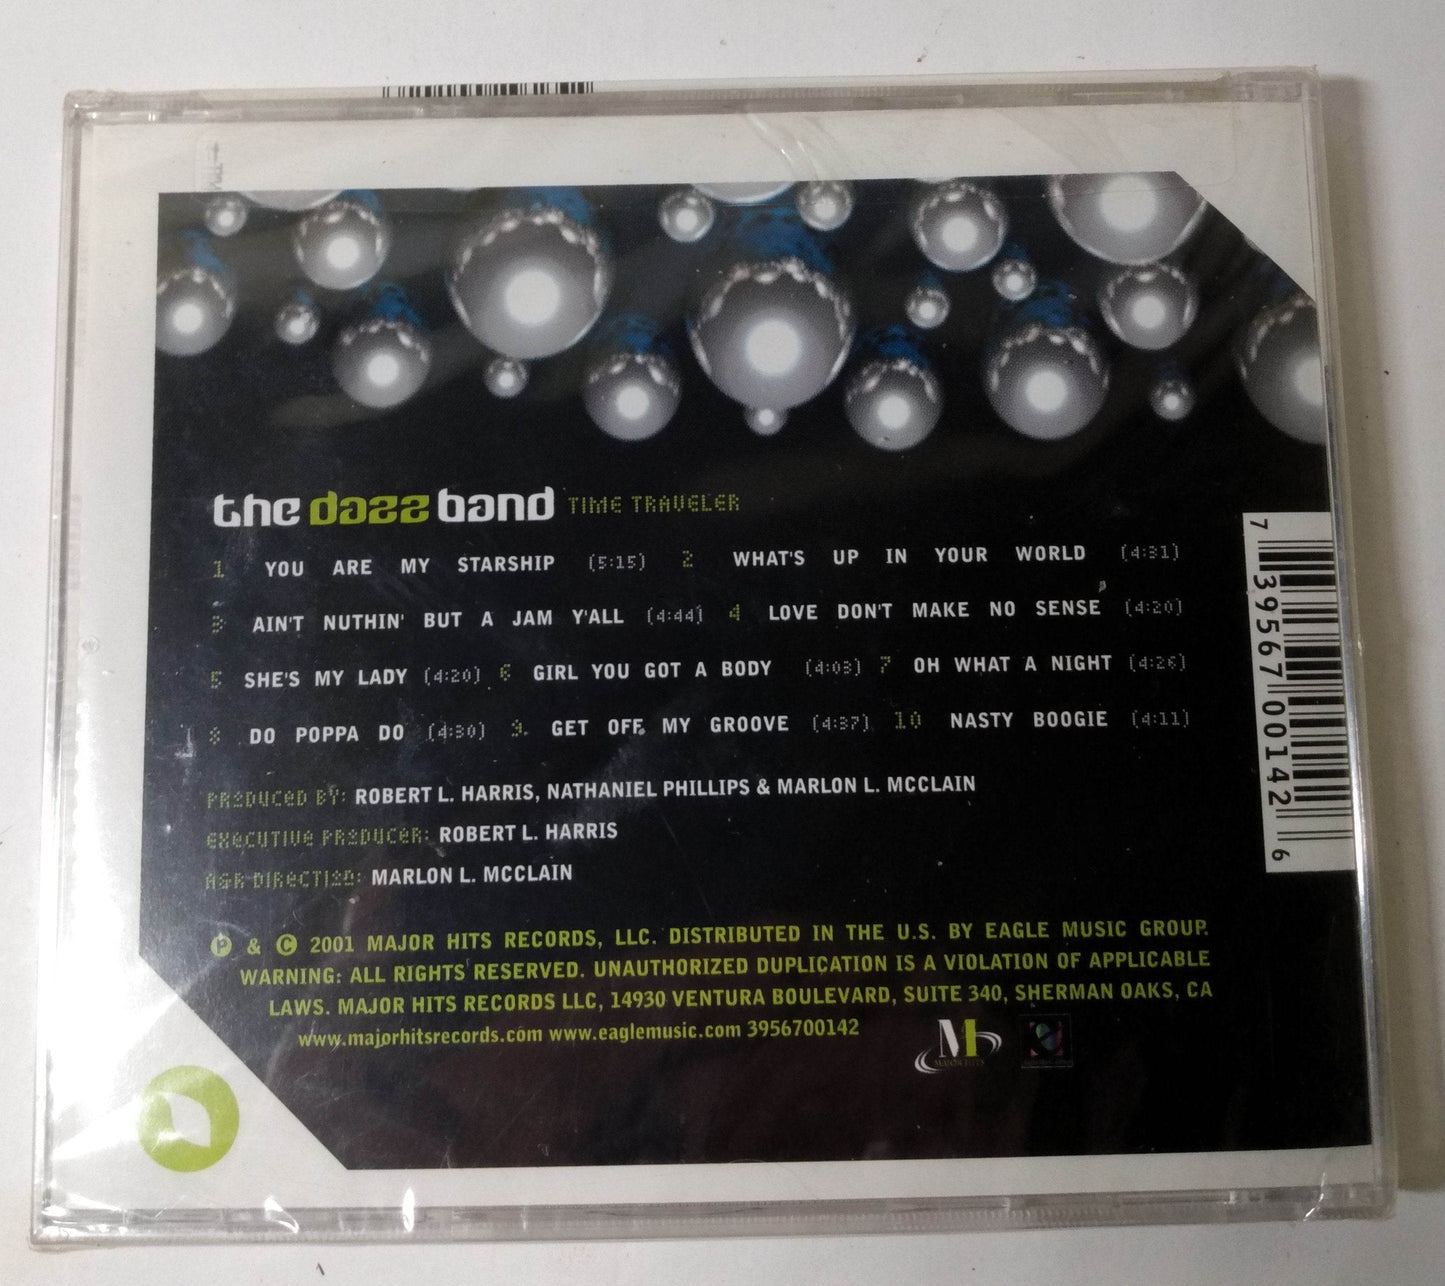 the dazz band TIME TRAVELER
1 YOU ARE MY STARSHIP (5:15) 2 WHAT'S UP IN YOUR WORLD (4:31)
3 AIN'T NUTHIN' BUT A JAM Y'ALL (4:44) 4 LOVE DON'T MAKE NO SENSE (4:20)
5 SHE'S MY LADY (4:20) 6 GIRL YOU GOT A BODY (4:03) 7 OH WHAT A NIGHT (4:26)
8 DO POPPA DO (4:30) 9 GET OFF MY GROOVE (4:37) 10 NASTY BOOGIE (4:11)
PRODUCED BY: ROBERT L. HARRIS, NATHANIEL PHILLIPS & MARLON L. MCCLAIN
EXECUTIVE PRODUCER: ROBERT L. HARRIS
A&R DIRECTION: MARLON L. MCCLAIN
Ⓟ & © 2001 MAJOR HITS RECORDS, LLC. DISTRIBUTED IN THE U.S. BY EAGLE MUSIC GROUP.
WARNING: ALL RIGHTS RESERVED. UNAUTHORIZED DUPLICATION IS A VIOLATION OF APPLICABLE
LAWS. MAJOR HITS RECORDS LLC, 14930 VENTURA BOULEVARD, SUITE 340, SHERMAN OAKS, CA
www.majorhitsrecords.com www.eaglemusic.com 3956700142
MH
MAJOR HITS
7 39567 00142 6